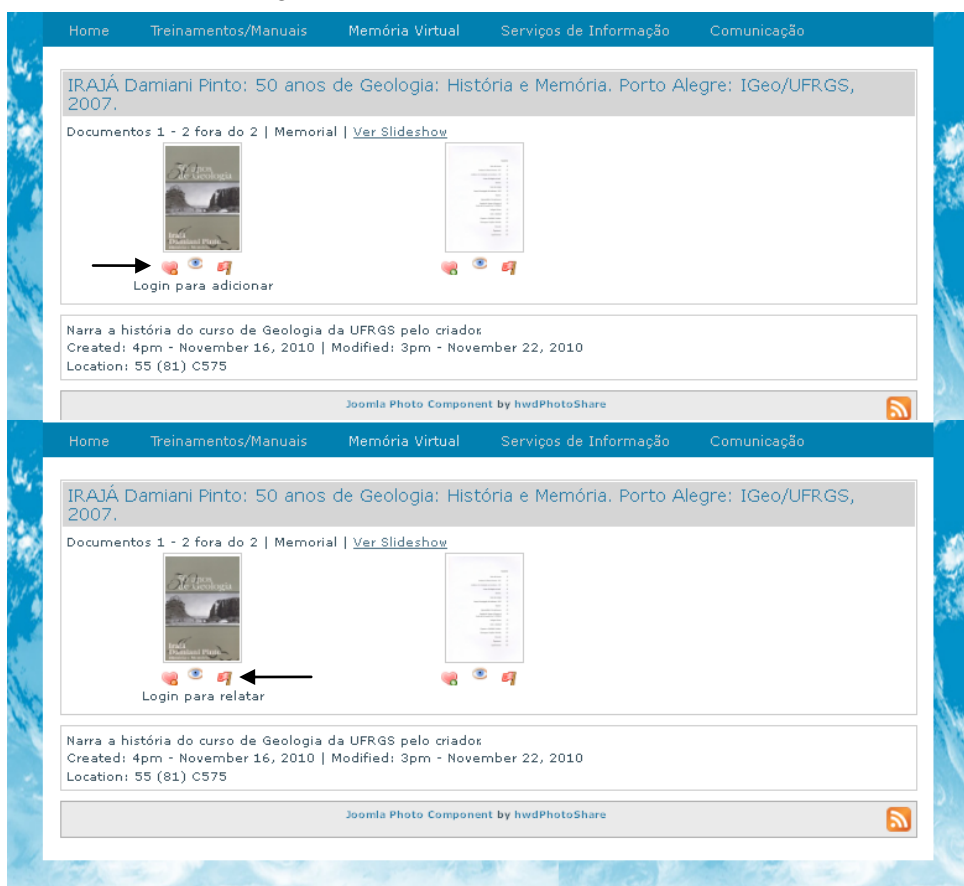 Home Treinamentos/Manuais Memória Virtual Serviços de Informação Comunicação
IRAJÁ Damiani Pinto: 50 anos de Geologia: História e Memória. Porto Alegre: IGeo/UFRGS,
2007.
Documentos 1 - 2 fora do 2 | Memorial | Ver Slideshow
50 anos
de Geologia
Irajá
Damiani Pinto
Login para adicionar
Narra a história do curso de Geologia da UFRGS pelo criador.
Created: 4pm - November 16, 2010 | Modified: 3pm - November 22, 2010
Location: 55 (81) C575
Joomla Photo Component by hwdPhotoShare
Home Treinamentos/Manuais Memória Virtual Serviços de Informação Comunicação
IRAJÁ Damiani Pinto: 50 anos de Geologia: História e Memória. Porto Alegre: IGeo/UFRGS,
2007.
Documentos 1 - 2 fora do 2 | Memorial | Ver Slideshow
50 anos
de Geologia
Irajá
Damiani Pinto
Login para relatar
Narra a história do curso de Geologia da UFRGS pelo criador.
Created: 4pm - November 16, 2010 | Modified: 3pm - November 22, 2010
Location: 55 (81) C575
Joomla Photo Component by hwdPhotoShare